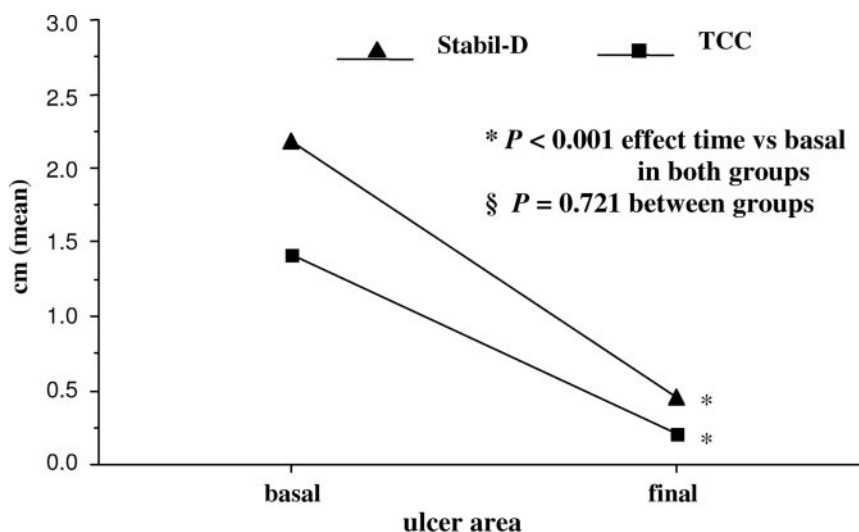 3.0
Stabil-D
TCC
2.5
* P < 0.001 effect time vs basal
in both groups
2.0
§ P = 0.721 between groups
cm (mean)
1.5
1.0
0.5
*
*
0.0
basal
final
ulcer area